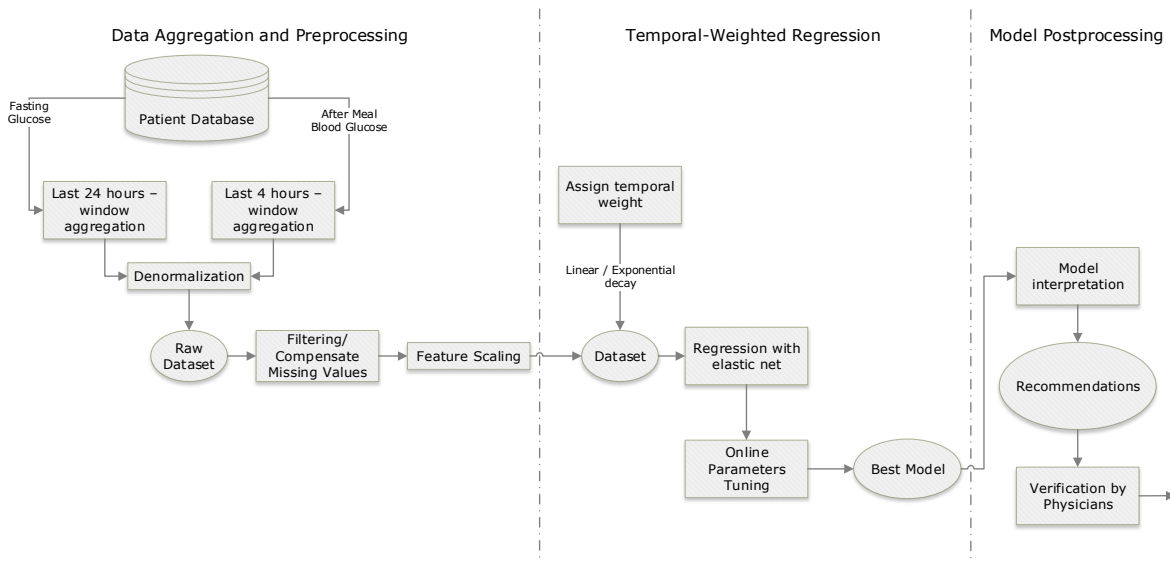 Data Aggregation and Preprocessing
Temporal-Weighted Regression
Model Postprocessing
Patient Database
Fasting
Glucose
After Meal
Blood Glucose
Last 24 hours –
window
aggregation
Last 4 hours –
window
aggregation
Denormalization
Raw
Dataset
Filtering/
Compensate
Missing Values
Feature Scaling
Assign temporal
weight
Linear / Exponential
decay
Dataset
Regression with
elastic net
Online
Parameters
Tuning
Best Model
Model
interpretation
Recommendations
Verification by
Physicians